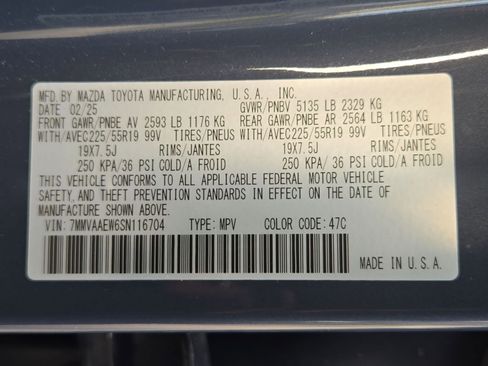 MFD. BY MAZDA TOYOTA MANUFACTURING, U.S.A., INC.
02/25 GVWR/PNBV 5135 LB 2329 KG
FRONT GAWR/PNBE AV 2593 LB 1176 KG REAR GAWR/PNBE AR 2564 LB 1163 KG
WITH/AVEC225/55R19 99V TIRES/PNEUS WITH/AVEC225/55R19 99V TIRES/PNEUS
19X7.5J RIMS/JANTES 19X7.5J RIMS/JANTES
250 KPA/36 PSI COLD/A FROID 250 KPA/36 PSI COLD/A FROID
THIS VEHICLE CONFORMS TO ALL APPLICABLE FEDERAL MOTOR VEHICLE
SAFETY, AND THEFT PREVENTION STANDARDS IN EFFECT ON THE DATE OF
MANUFACTURE SHOWN ABOVE.
VIN: 7MMVAAEW6SN116704 TYPE: MPV COLOR CODE: 47C
MADE IN U.S.A.